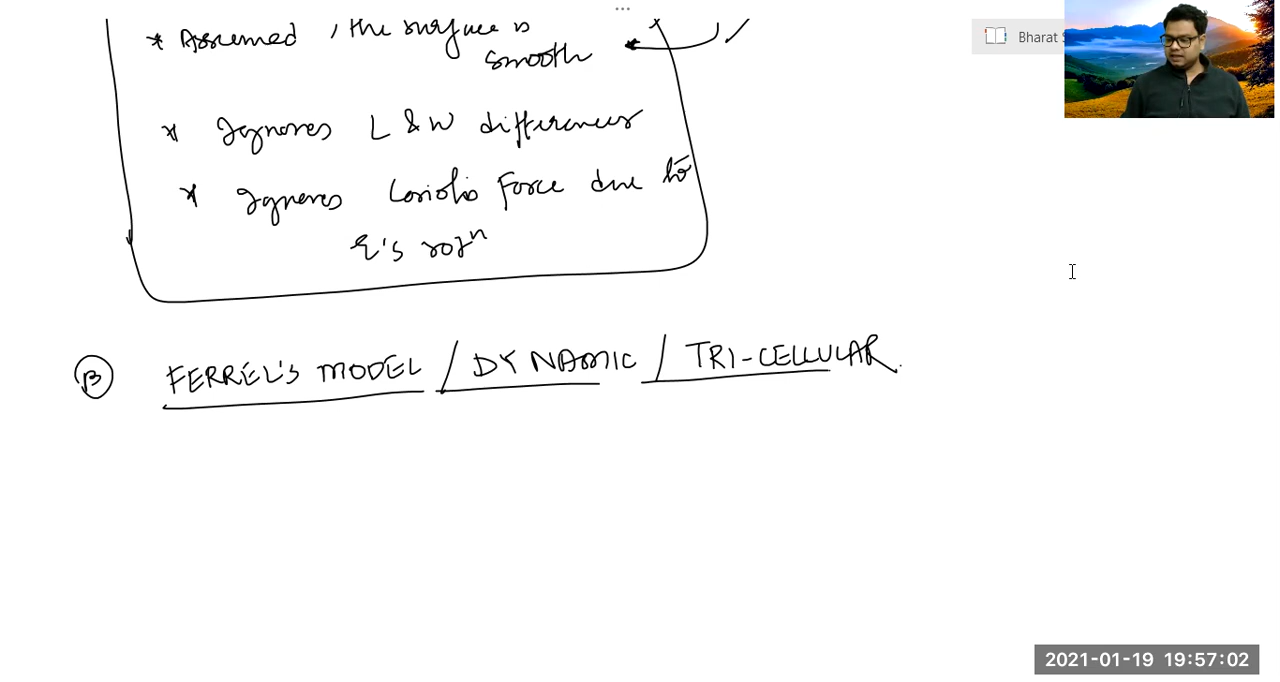 * Assumed, the surface is
smooth
* Ignores L & W differences
* Ignores Coriolis Force due to
E's rotn
B FERREL'S MODEL / DYNAMIC / TRI-CELLULAR.
Bharat
2021-01-19 19:57:02